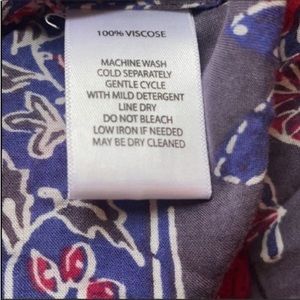 100% VISCOSE
MACHINE WASH
COLD SEPARATELY
GENTLE CYCLE
WITH MILD DETERGENT
LINE DRY
DO NOT BLEACH
LOW IRON IF NEEDED
MAY BE DRY CLEANED